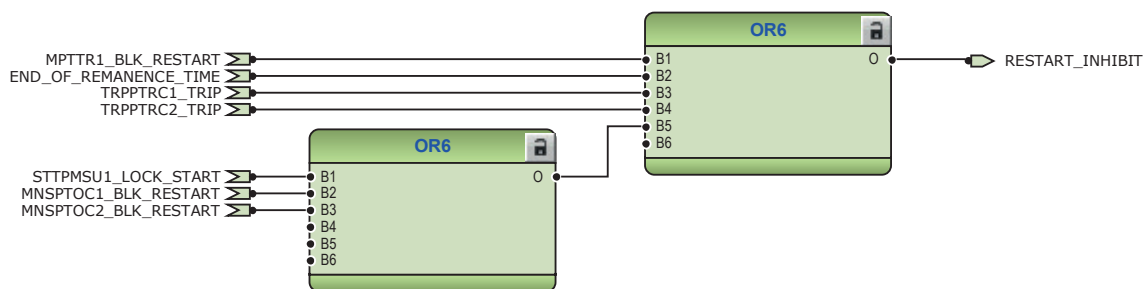 OR6
MPTTR1_BLK_RESTART
B1
O
RESTART_INHIBIT
END_OF_REMANENCE_TIME
B2
TRPPTRC1_TRIP
B3
TRPPTRC2_TRIP
B4
B5
B6
OR6
STTPMSU1_LOCK_START
B1
O
MNSPTOC1_BLK_RESTART
B2
MNSPTOC2_BLK_RESTART
B3
B4
B5
B6